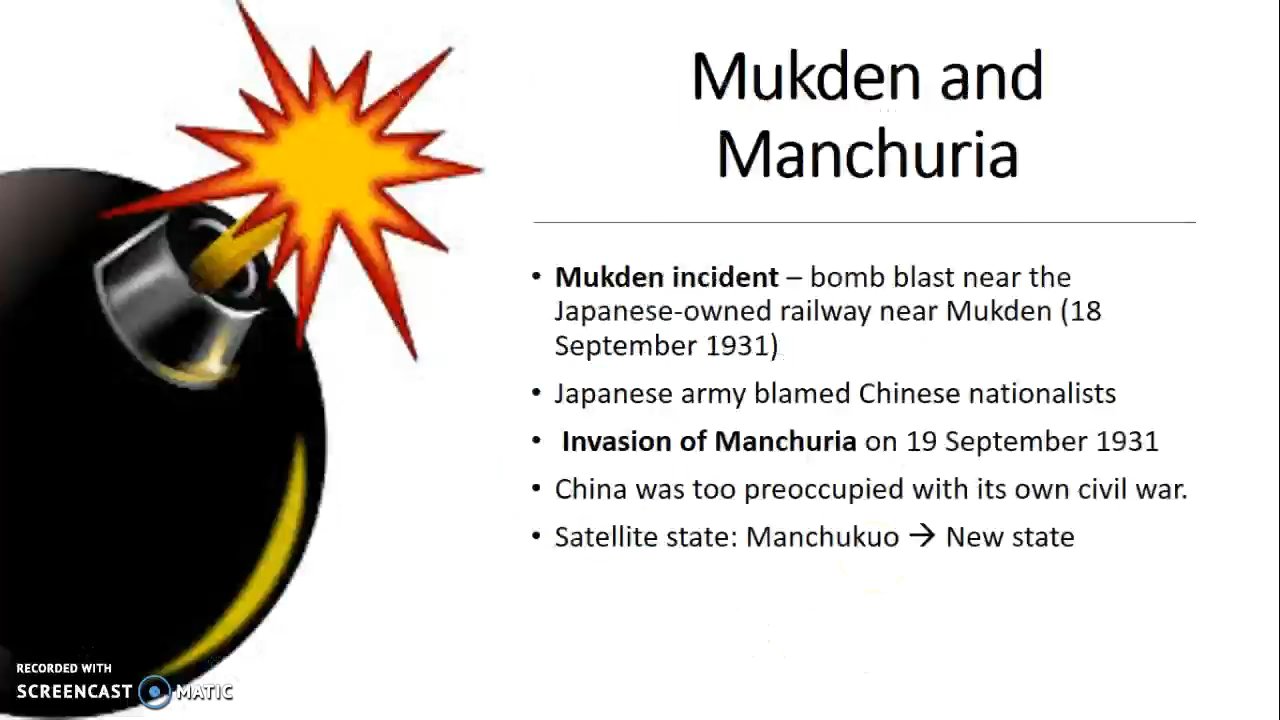 Mukden and
Manchuria
• Mukden incident – bomb blast near the
Japanese-owned railway near Mukden (18
September 1931)
• Japanese army blamed Chinese nationalists
• Invasion of Manchuria on 19 September 1931
• China was too preoccupied with its own civil war.
• Satellite state: Manchukuo → New state
RECORDED WITH
SCREENCAST MATIC